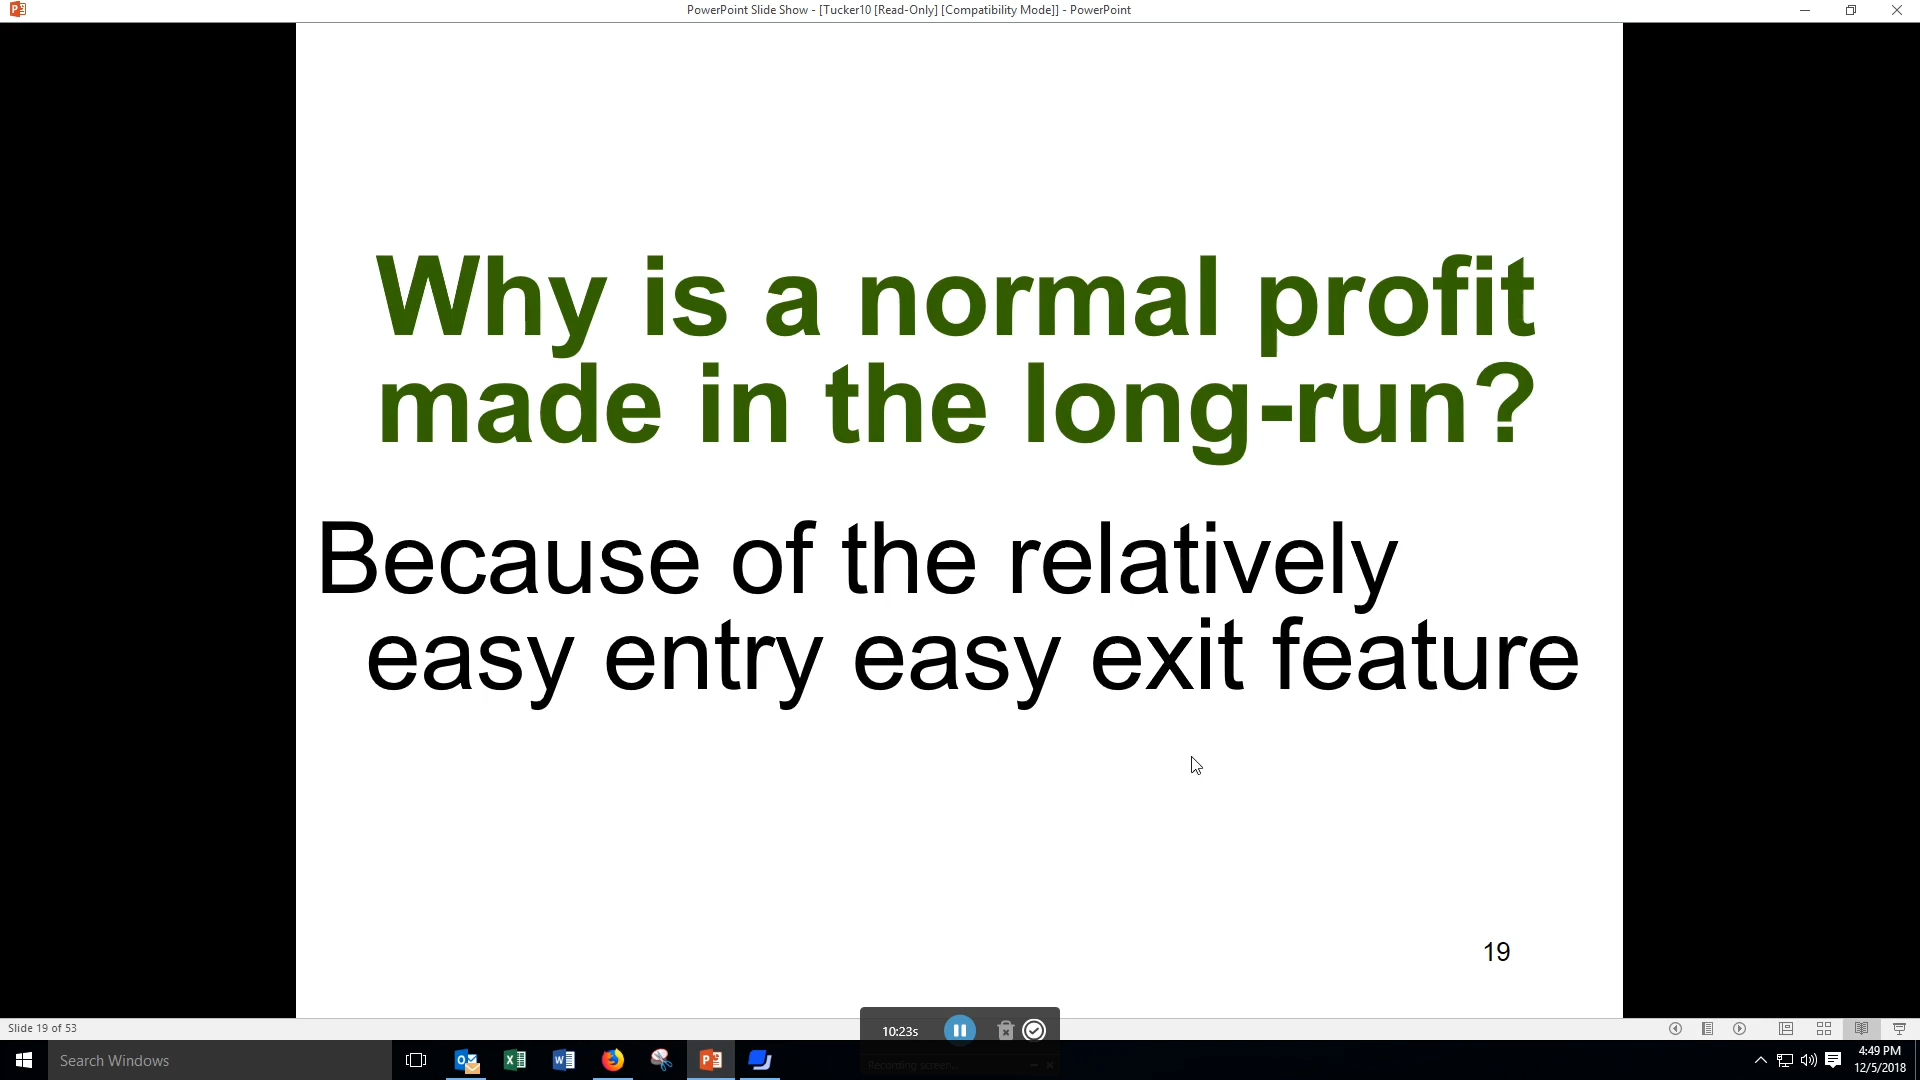 PowerPoint Slide Show - [Tucker10 [Read-Only] [Compatibility Mode]] - PowerPoint
Why is a normal profit
made in the long-run?
Because of the relatively
easy entry easy exit feature
19
Slide 19 of 53
10:23s
Recording screen...
Search Windows
4:49 PM
12/5/2018